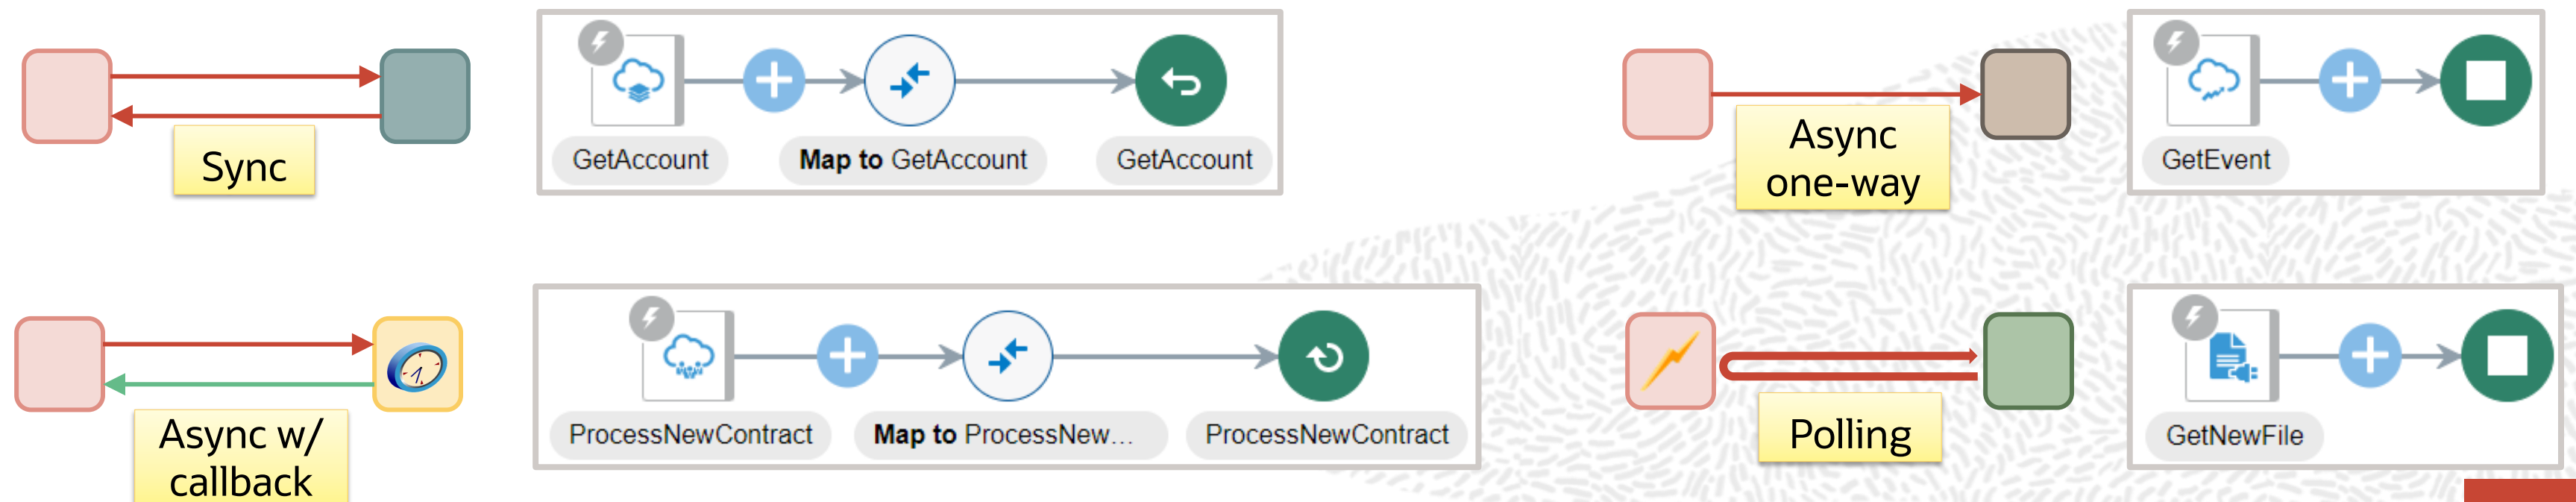 Sync
GetAccount
Map to GetAccount
GetAccount
Async
one-way
GetEvent
Async w/
callback
ProcessNewContract
Map to ProcessNew...
ProcessNewContract
Polling
GetNewFile